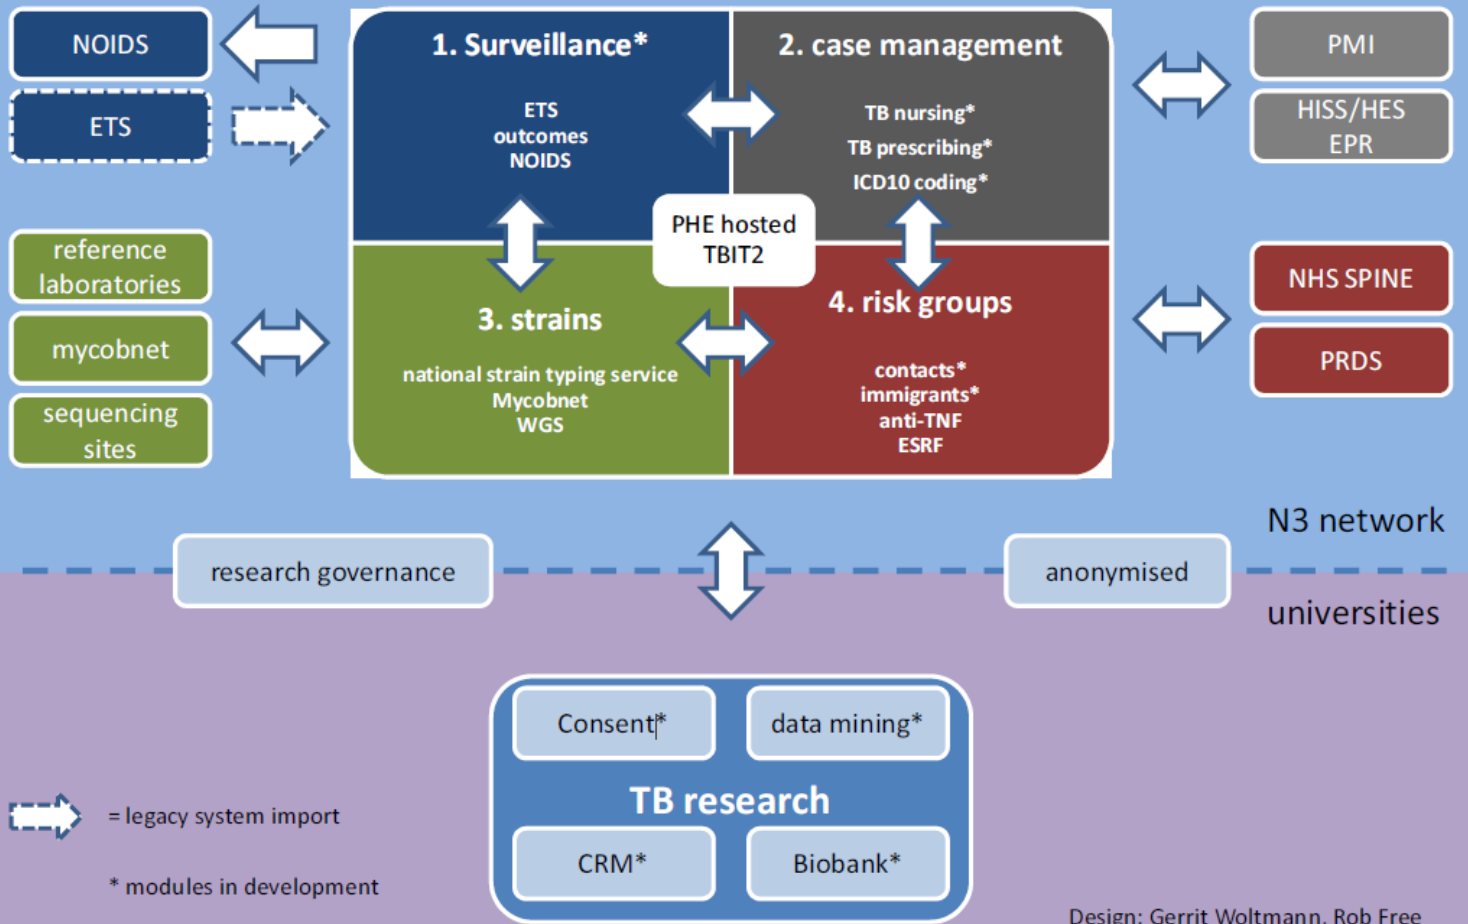 NOIDS
ETS
reference
laboratories
mycobnet
sequencing
sites
1. Surveillance*
ETS
outcomes
NOIDS
2. case management
TB nursing*
TB prescribing*
ICD10 coding*
PHE hosted
TBIT2
3. strains
national strain typing service
Mycobnet
WGS
4. risk groups
contacts*
immigrants*
anti-TNF
ESRF
PMI
HISS/HES
EPR
NHS SPINE
PRDS
N3 network
research governance
anonymised
universities
Consent*
data mining*
TB research
CRM*
Biobank*
= legacy system import
* modules in development
Design: Gerrit Woltmann, Rob Free